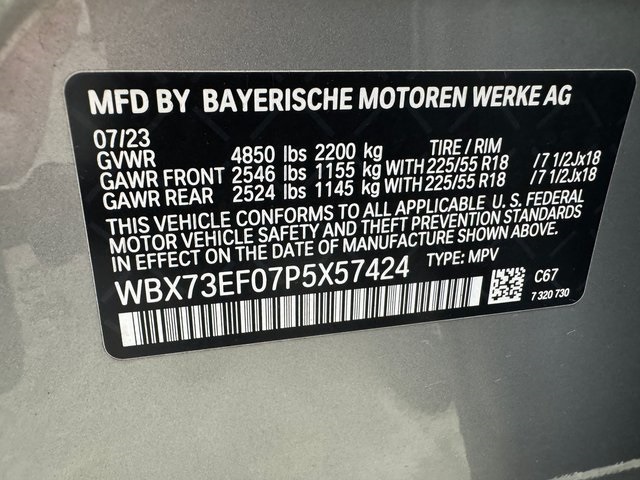 MFD BY BAYERISCHE MOTOREN WERKE AG
07/23 TIRE / RIM
GVWR 4850 lbs 2200 kg
GAWR FRONT 2546 lbs 1155 kg WITH 225/55 R18 /7 1/2Jx18
GAWR REAR 2524 lbs 1145 kg WITH 225/55 R18 /7 1/2Jx18
THIS VEHICLE CONFORMS TO ALL APPLICABLE U. S. FEDERAL
MOTOR VEHICLE SAFETY AND THEFT PREVENTION STANDARDS
IN EFFECT ON THE DATE OF MANUFACTURE SHOWN ABOVE.
WBX73EF07P5X57424 TYPE: MPV
C67
7 320 730